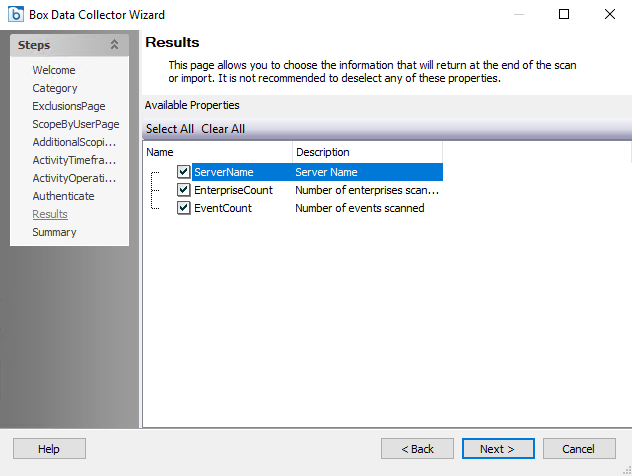 Box Data Collector Wizard
Steps
Welcome
Category
ExclusionsPage
ScopeByUserPage
AdditionalScopi...
ActivityTimefra...
ActivityOperati...
Authenticate
Results
Summary
Results
This page allows you to choose the information that will return at the end of the scan
or import. It is not recommended to deselect any of these properties.
Available Properties
Select All Clear All
Name Description
ServerName Server Name
EnterpriseCount Number of enterprises scan...
EventCount Number of events scanned
Help < Back Next > Cancel